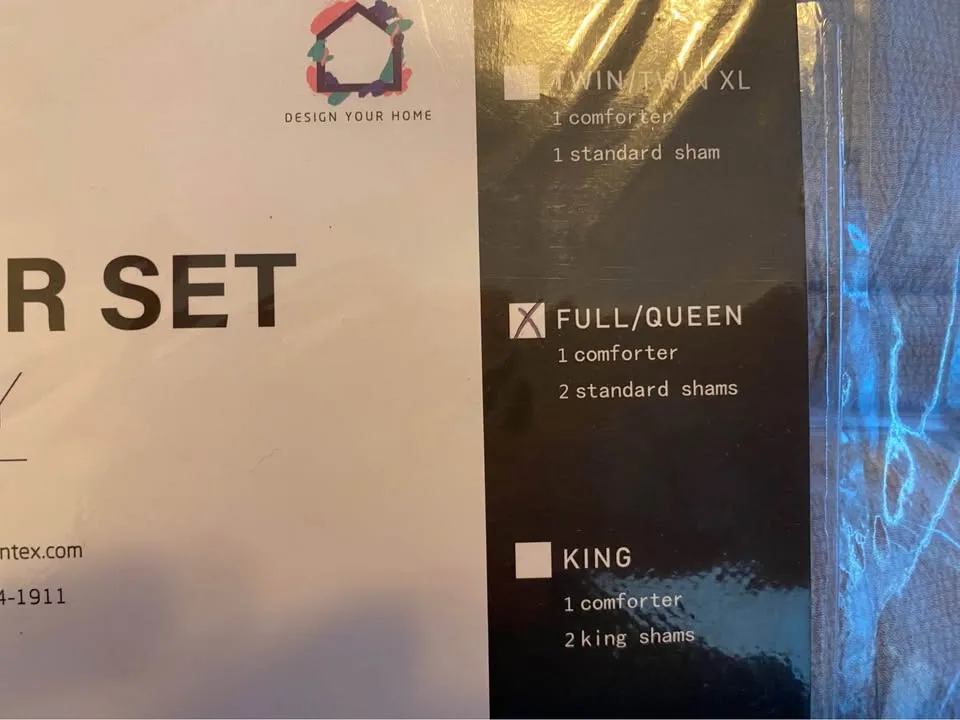 DESIGN YOUR HOME
R SET
Y
ntex.com
4-1911
TWIN/TWIN XL
1 comforter
1 standard sham
X FULL/QUEEN
1 comforter
2 standard shams
KING
1 comforter
2 king shams